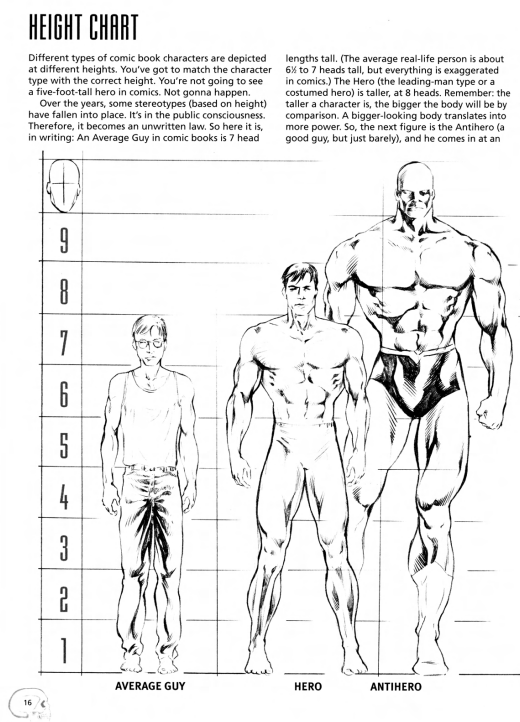 HEIGHT CHART
Different types of comic book characters are depicted
at different heights. You've got to match the character
type with the correct height. You're not going to see
a five-foot-tall hero in comics. Not gonna happen.
Over the years, some stereotypes (based on height)
have fallen into place. It's in the public consciousness.
Therefore, it becomes an unwritten law. So here it is,
in writing: An Average Guy in comic books is 7 head
lengths tall. (The average real-life person is about
6½ to 7 heads tall, but everything is exaggerated
in comics.) The Hero (the leading-man type or a
costumed hero) is taller, at 8 heads. Remember: the
taller a character is, the bigger the body will be by
comparison. A bigger-looking body translates into
more power. So, the next figure is the Antihero (a
good guy, but just barely), and he comes in at an
9
8
7
6
5
4
3
2
1
AVERAGE GUY
HERO
ANTIHERO
16